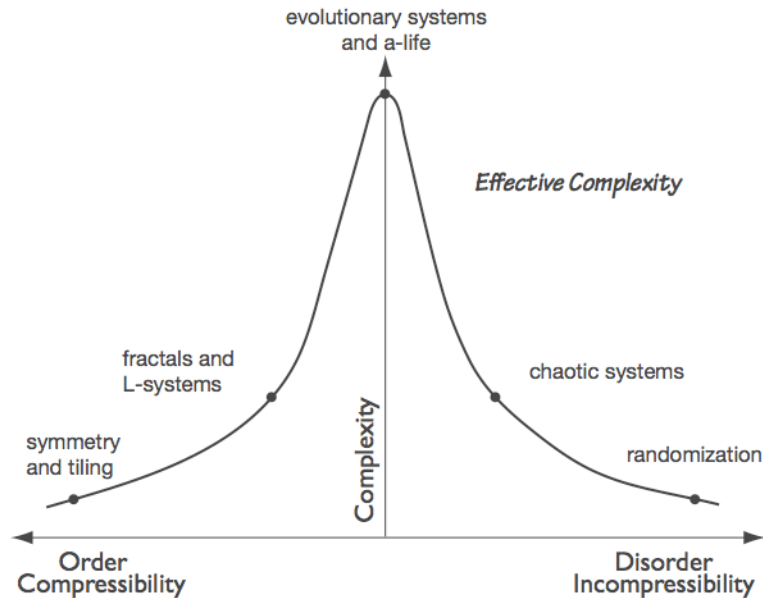 evolutionary systems
and a-life
Effective Complexity
fractals and
L-systems
chaotic systems
symmetry
and tiling
randomization
Complexity
Order
Compressibility
Disorder
Incompressibility